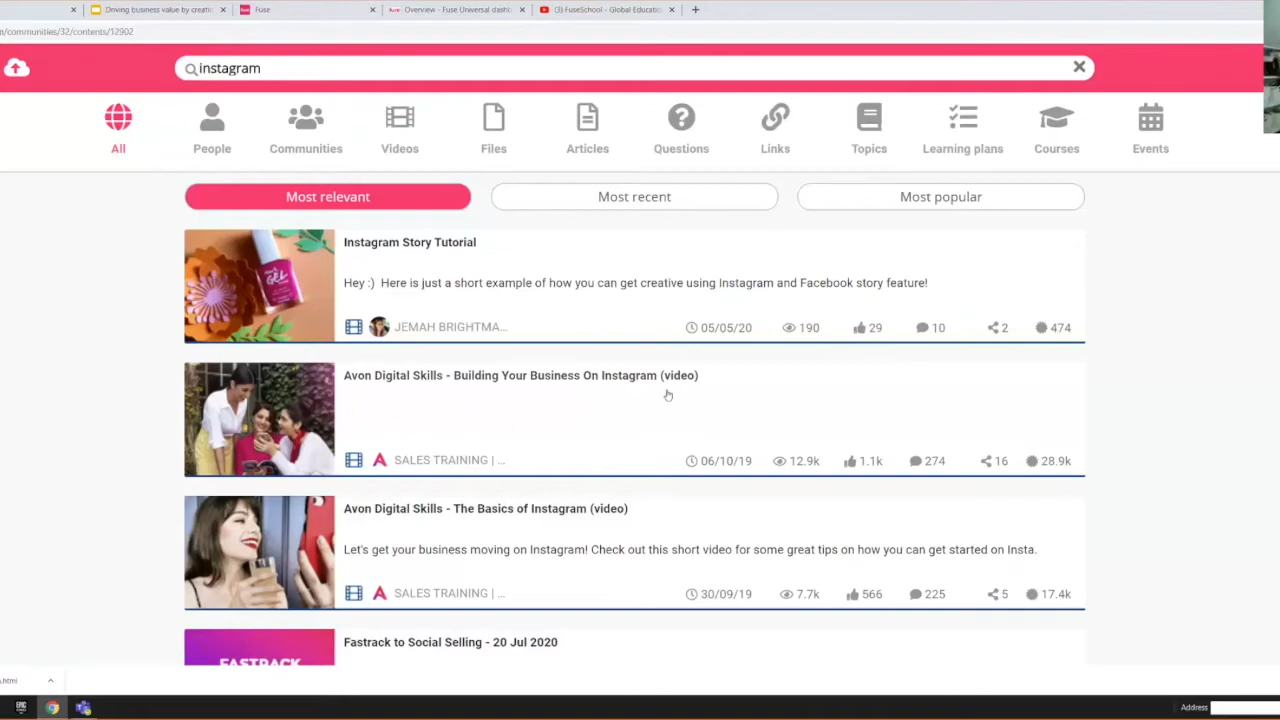 Driving business value by creati
Fuse
Overview - Fuse Universal dashb
(3) FuseSchool - Global Educatio
/communities/32/contents/12902
instagram
All
People
Communities
Videos
Files
Articles
Questions
Links
Topics
Learning plans
Courses
Events
Most relevant
Most recent
Most popular
Instagram Story Tutorial
Hey :)  Here is just a short example of how you can get creative using Instagram and Facebook story feature!
JEMAH BRIGHTMA... 05/05/20 190 29 10 2 474
Avon Digital Skills - Building Your Business On Instagram (video)
SALES TRAINING | ... 06/10/19 12.9k 1.1k 274 16 28.9k
Avon Digital Skills - The Basics of Instagram (video)
Let's get your business moving on Instagram! Check out this short video for some great tips on how you can get started on Insta.
SALES TRAINING | ... 30/09/19 7.7k 566 225 5 17.4k
Fastrack to Social Selling - 20 Jul 2020
FASTRACK
.html
EPIC
Address